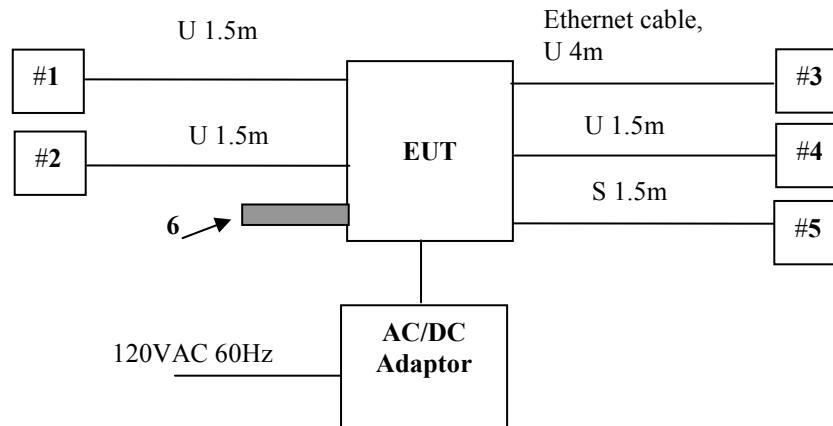 U 1.5m
Ethernet cable,
U 4m
#1
#3
U 1.5m
U 1.5m
#2
EUT
#4
S 1.5m
6
#5
AC/DC
Adaptor
120VAC 60Hz